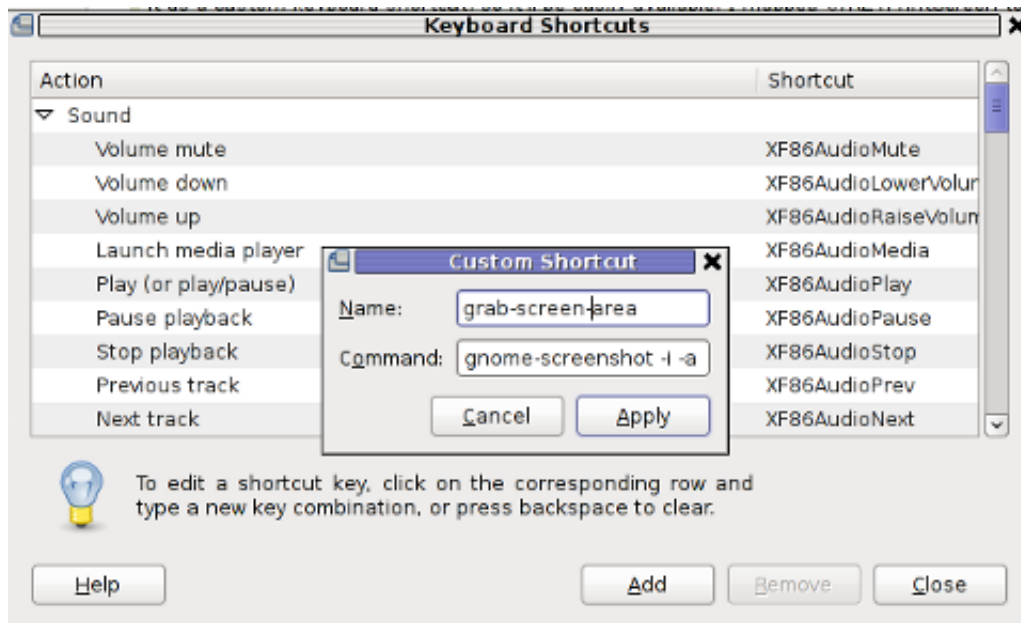 Keyboard Shortcuts
Action Shortcut
Sound
Volume mute XF86AudioMute
Volume down XF86AudioLowerVolur
Volume up XF86AudioRaiseVolum
Launch media player XF86AudioMedia
Play (or play/pause) XF86AudioPlay
Pause playback XF86AudioPause
Stop playback XF86AudioStop
Previous track XF86AudioPrev
Next track XF86AudioNext
Custom Shortcut
Name: grab-screen-area
Command: gnome-screenshot -i -a
Cancel Apply
To edit a shortcut key, click on the corresponding row and
type a new key combination, or press backspace to clear.
Help Add Remove Close